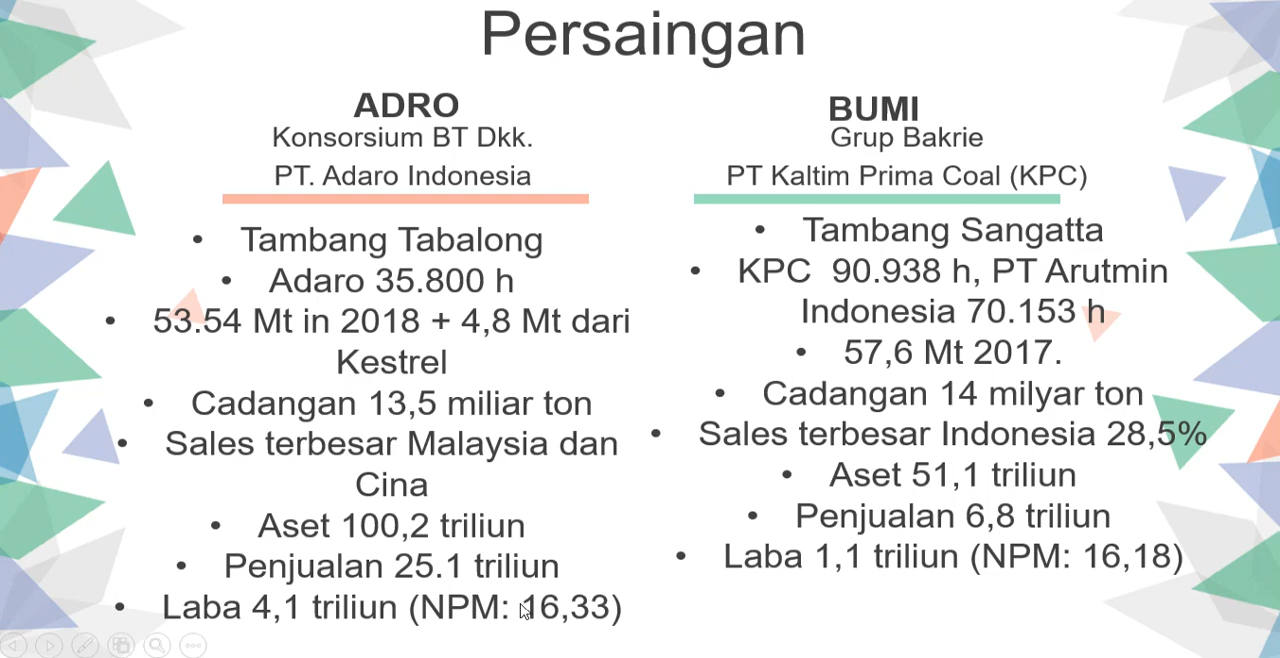 Persaingan
ADRO
Konsorsium BT Dkk.
PT. Adaro Indonesia
• Tambang Tabalong
• Adaro 35.800 h
• 53.54 Mt in 2018 + 4,8 Mt dari
Kestrel
• Cadangan 13,5 miliar ton
• Sales terbesar Malaysia dan
Cina
• Aset 100,2 triliun
• Penjualan 25.1 triliun
• Laba 4,1 triliun (NPM: 16,33)
BUMI
Grup Bakrie
PT Kaltim Prima Coal (KPC)
• Tambang Sangatta
• KPC  90.938 h, PT Arutmin
Indonesia 70.153 h
• 57,6 Mt 2017.
• Cadangan 14 milyar ton
• Sales terbesar Indonesia 28,5%
• Aset 51,1 triliun
• Penjualan 6,8 triliun
• Laba 1,1 triliun (NPM: 16,18)